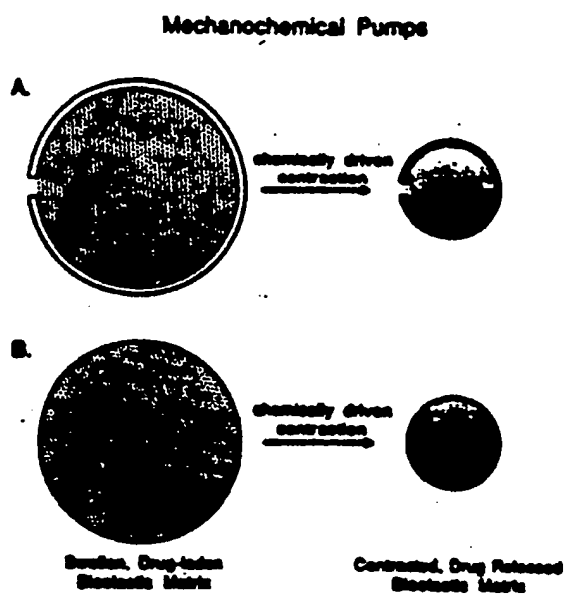 Mechanochemical Pumps
A.
chemically driven
contraction
B.
chemically driven
contraction
Swollen, Drug-laden
Bioelastic Matrix
Contracted, Drug Released
Bioelastic Matrix